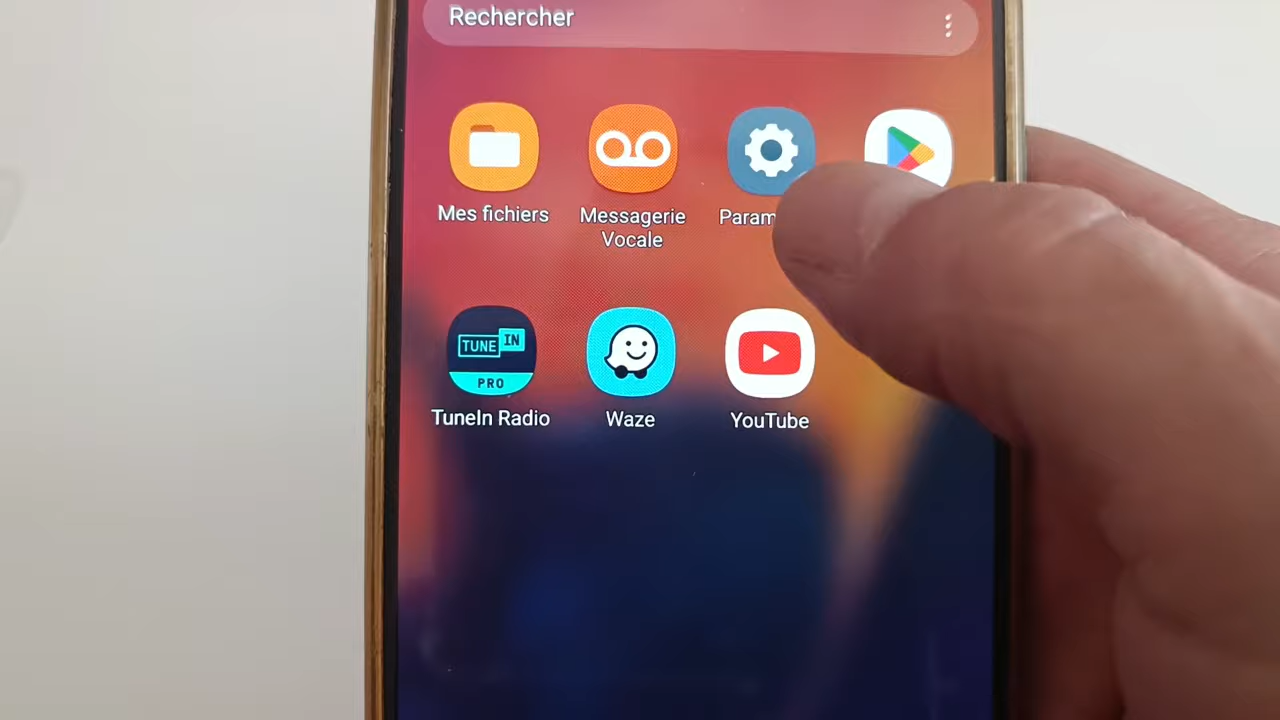 Rechercher
Mes fichiers
Messagerie
Vocale
Param
TUNE IN
PRO
TuneIn Radio
Waze
YouTube